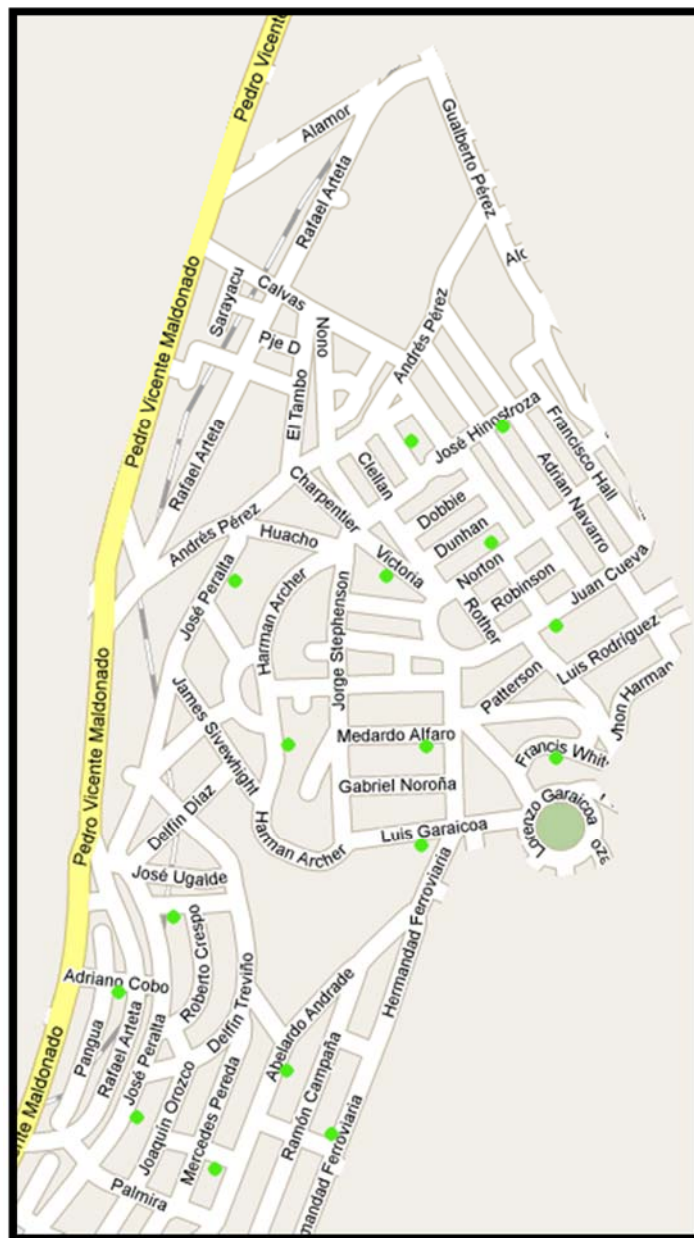 Pedro Vicente
Alamor
Gualberto Pérez
Rafael Arteta
Calvas
Sarayacu
Pedro Vicente Maldonado
Pje D
Nono
Andrés Pérez
El Tambo
José Hinostroza
Francisco Hall
Rafael Arteta
Clellan
Adrian Navarro
Charpentier
Dobbie
Andrés Pérez
Huacho
Dunhan
Victoria
Norton
Robinson
Juan Cueva
José Peralta
Harman Archer
Rother
Jorge Stephenson
Luis Rodríguez
Patterson
Jhon Harman
James Sivewhight
Pedro Vicente Maldonado
Medardo Alfaro
Francis Whit
Gabriel Noroña
Delfín Díaz
Lorenzo Garaicoa
Harman Archer
Luis Garaicoa
ozo
José Ugalde
Roberto Crespo
Hermandad Ferroviaria
Adriano Cobo
Delfín Treviño
Abelardo Andrade
Pangua
Rafael Arteta
José Peralta
Joaquín Orozco
Mercedes Pereda
Ramón Campaña
ente Maldonado
Palmira
mandad Ferroviaria